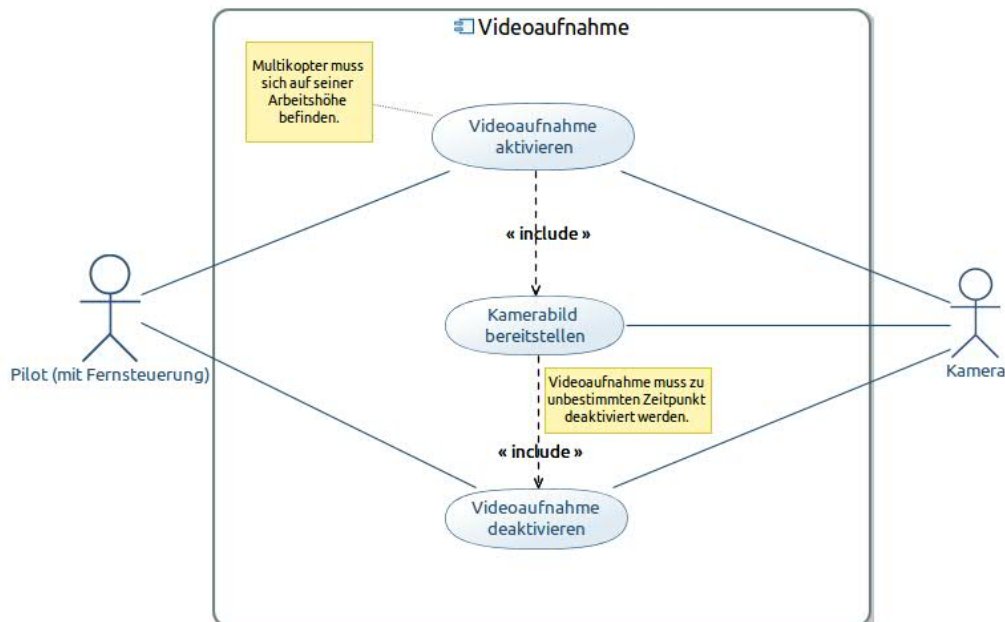 Videoaufnahme
Multikopter muss
sich auf seiner
Arbeitshöhe
befinden.
Videoaufnahme
aktivieren
« include »
Pilot (mit Fernsteuerung)
Kamerabild
bereitstellen
Kamera
Videoaufnahme muss zu
unbestimmten Zeitpunkt
deaktiviert werden.
« include »
Videoaufnahme
deaktivieren